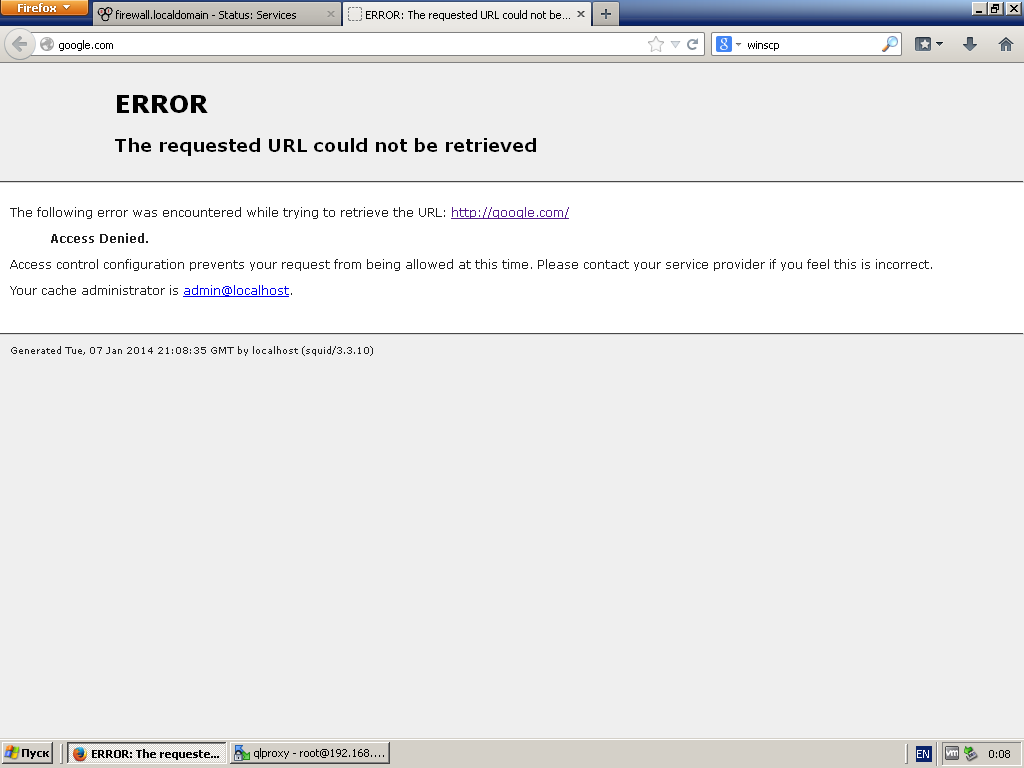 Firefox
firewall.localdomain - Status: Services
ERROR: The requested URL could not be...
google.com
8
winscp
ERROR
The requested URL could not be retrieved
The following error was encountered while trying to retrieve the URL: http://google.com/
Access Denied.
Access control configuration prevents your request from being allowed at this time. Please contact your service provider if you feel this is incorrect.
Your cache administrator is admin@localhost.
Generated Tue, 07 Jan 2014 21:08:35 GMT by localhost (squid/3.3.10)
Пуск
ERROR: The requeste...
qlproxy - root@192.168....
EN
vm
0:08